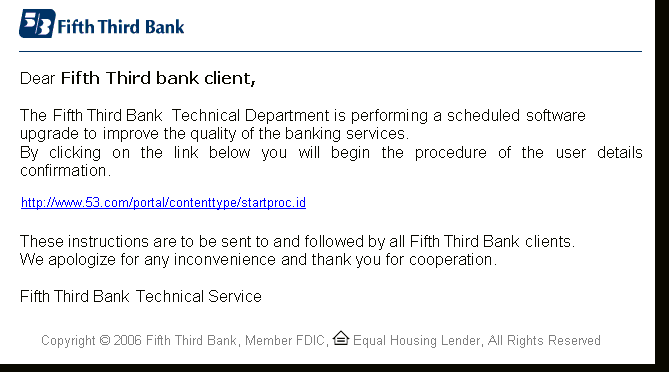 53 Fifth Third Bank
Dear Fifth Third bank client,
The Fifth Third Bank Technical Department is performing a scheduled software
upgrade to improve the quality of the banking services.
By clicking on the link below you will begin the procedure of the user details
confirmation.
http://www.53.com/portal/contenttype/startproc.id
These instructions are to be sent to and followed by all Fifth Third Bank clients.
We apologize for any inconvenience and thank you for cooperation.
Fifth Third Bank Technical Service
Copyright © 2006 Fifth Third Bank, Member FDIC, Equal Housing Lender, All Rights Reserved